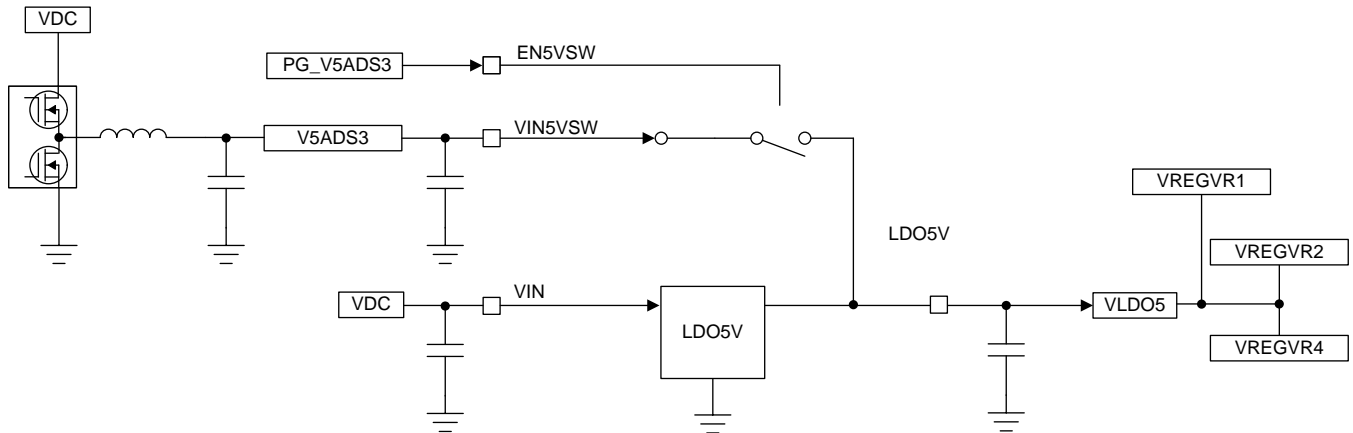 VDC
PG_V5ADS3
EN5VSW
V5ADS3
VIN5VSW
VREGVR1
LDO5V
VREGVR2
VDC
VIN
LDO5V
VLDO5
VREGVR4